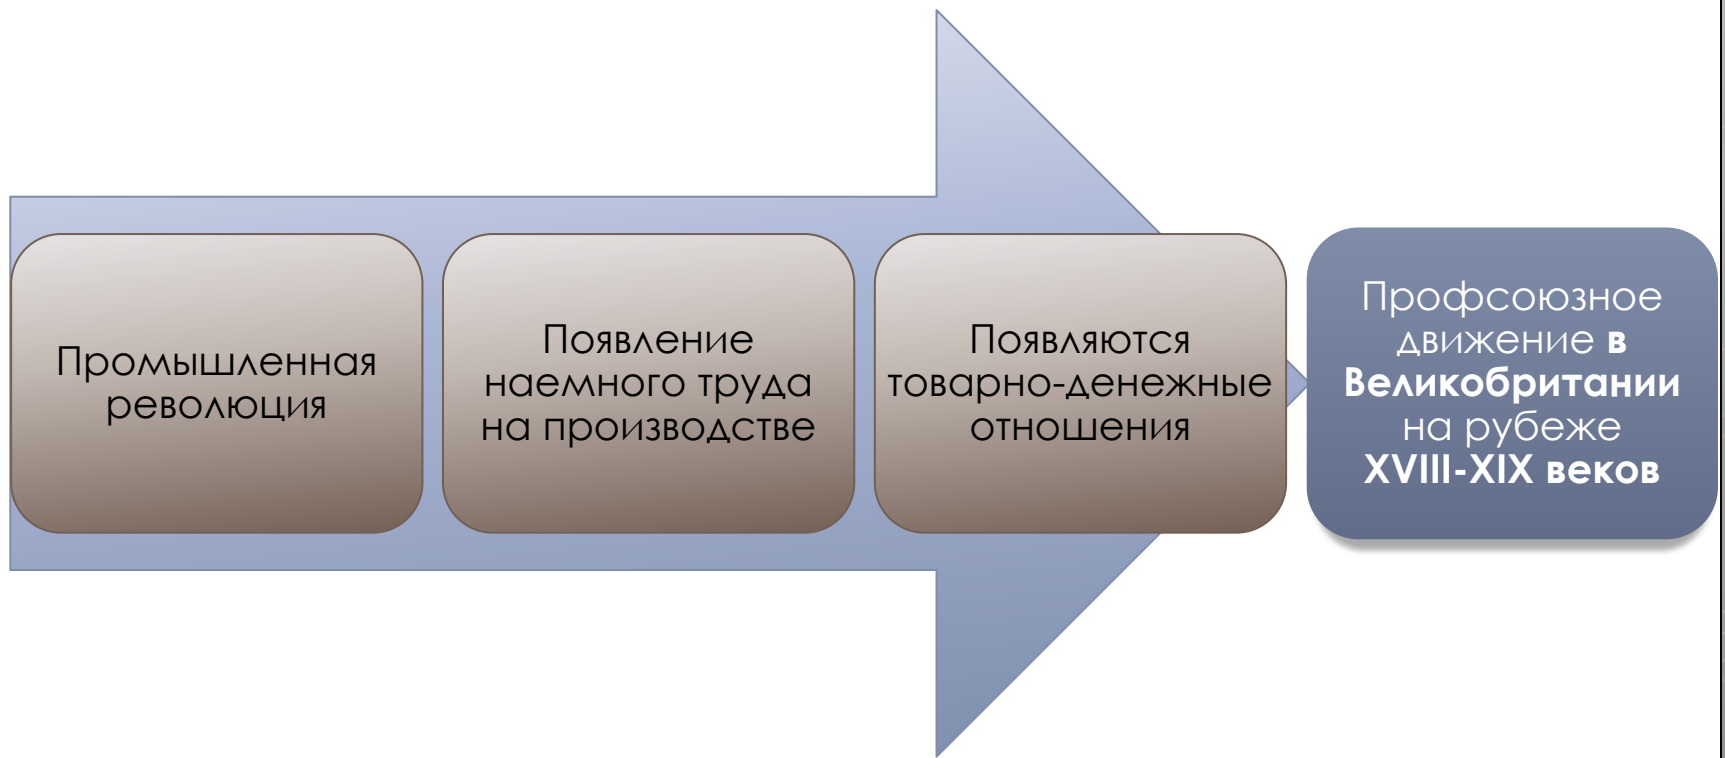 Промышленная
революция
Появление
наемного труда
на производстве
Появляются
товарно-денежные
отношения
Профсоюзное
движение в
Великобритании
на рубеже
XVIII-XIX веков